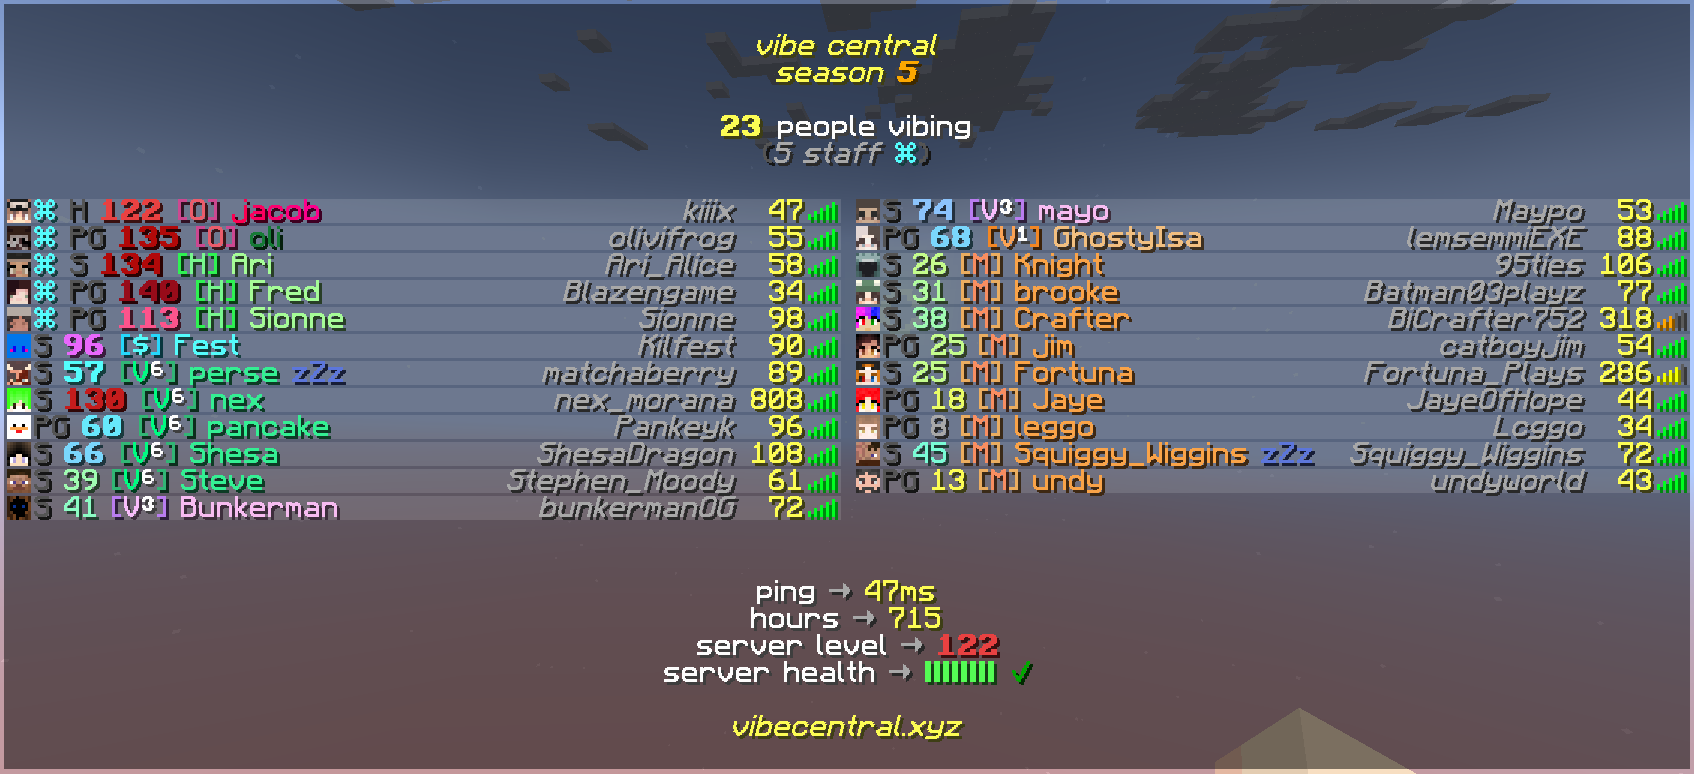 vibe central
season 5
23 people vibing
(5 staff ⌘)
⌘ H 122 [O] jacob kiiix 47
⌘ PG 135 [O] oli olivifrog 55
⌘ S 134 [H] Ari Ari_Alice 58
⌘ PG 140 [H] Fred Blazengame 34
⌘ PG 113 [H] Sionne Sionne 98
S 96 [$] Fest Kilfest 90
S 57 [V⁶] perse zZz matchaberry 89
S 130 [V⁶] nex nex_morana 808
PG 60 [V⁶] pancake Pankeyk 96
S 66 [V⁶] Shesa ShesaDragon 108
S 39 [V⁶] Steve Stephen_Moody 61
S 41 [V³] Bunkerman bunkermanOG 72
S 74 [V³] mayo Maypo 53
PG 68 [V¹] GhostyIsa lemsemmiEXE 88
S 26 [M] Knight 95ties 106
S 31 [M] brooke Batman03playz 77
S 38 [M] Crafter BlCrafter752 318
PG 25 [M] jim catboyjim 54
S 25 [M] Fortuna Fortuna_Plays 286
PG 18 [M] Jaye JayeOfHope 44
PG 8 [M] leggo 34
S 45 [M] Squiggy_Wiggins zZz Squiggy_Wiggins 72
PG 13 [M] undy undyworld 43
ping → 47ms
hours → 715
server level → 122
server health → ✔
vibecentral.xyz